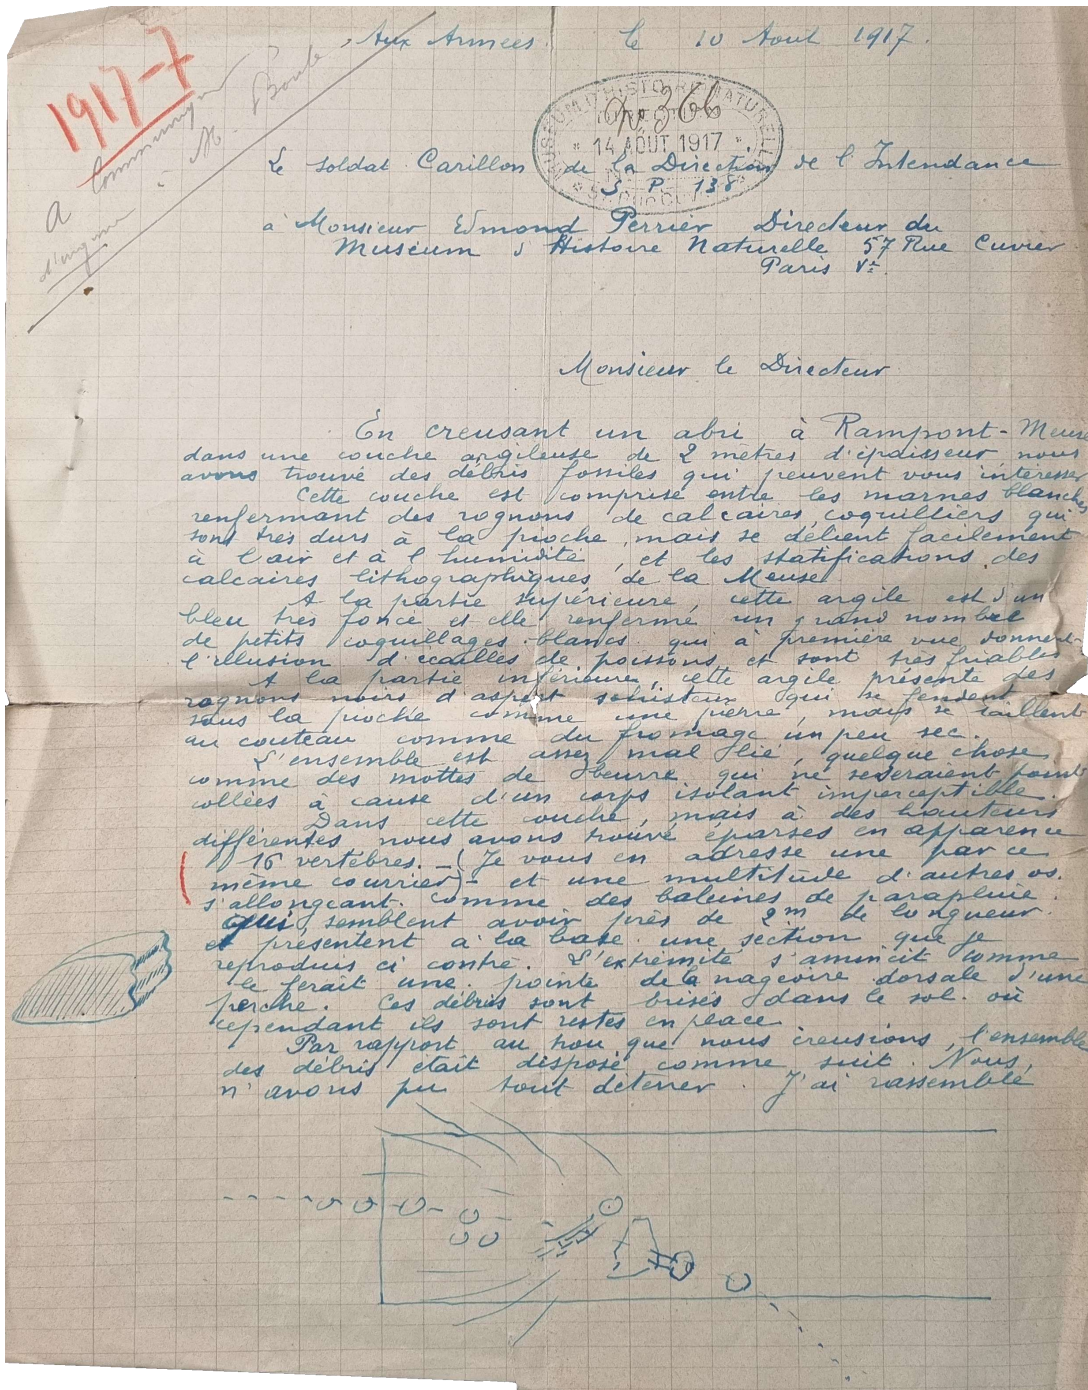 1917-7
A Communiquer
d'urgence à M. Boule
Aux Armées. le 10 Aout 1917.
MUSEUM D'HISTOIRE NATURELLE
N° 366
14 AOÛT 1917
Le soldat Carillon de la Direction de l Intendance
S. P. 138
à Monsieur Edmond Perrier Directeur du
Muséum d Histoire Naturelle 57 Rue Cuvier
Paris Ve.
Monsieur le Directeur
En creusant un abri à Rampont-Meuse
dans une couche argileuse de 2 mètres d'épaisseur nous
avons trouvé des débris fossiles qui peuvent vous intéresser
Cette couche est comprise entre les marnes blanches
renfermant des rognons de calcaires coquilliers qui
sont très durs à la pioche, mais se délient facilement
à l'air et à l humidité, et les statifications des
calcaires lithographiques de la Meuse
A la partie supérieure, cette argile est d'un
bleu très foncé et elle renferme un grand nombre
de petits coquillages blancs qui à première vue donnent
l'illusion d'écailles de poissons et sont très friables
A la partie inférieure, cette argile présente des
rognons noirs d'aspect schisteux qui se fendent
sous la pioche comme une pierre, mais se taillent
au couteau comme du fromage un peu sec.
L'ensemble est assez mal lié, quelque chose
comme des mottes de beurre qui ne se seraient point
collées à cause d'un corps isolant imperceptible.
Dans cette couche, mais à des hauteurs
différentes nous avons trouvé éparses en apparence
16 vertèbres. - (Je vous en adresse une par ce
même courrier) - et une multitude d'autres os.
s'allongeant. comme des baleines de parapluie.
qui semblent avoir près de 2m de longueur
et présentent à la base une section que je
reproduis ci contre. L'extrémité s'amincit comme
le ferait une pointe de la nageoire dorsale d'une
perche. Ces débris sont brisés dans le sol. où
cependant ils sont restés en place
Par rapport au trou que nous creusions, l'ensemble
des débris était disposé comme suit. Nous
n'avons pu tout déterrer. J'ai rassemblé